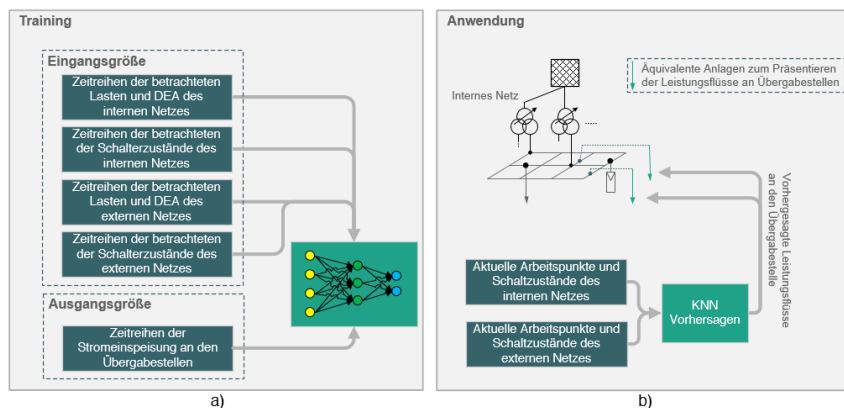 Training
Eingangsgröße
Zeitreihen der betrachteten
Lasten und DEA des
internen Netzes
Zeitreihen der betrachteten
der Schalterzustände des
internen Netzes
Zeitreihen der betrachteten
Lasten und DEA des
externen Netzes
Zeitreihen der betrachteten
der Schalterzustände des
externen Netzes
Ausgangsgröße
Zeitreihen der
Stromeinspeisung an den
Übergabestellen
a)
Anwendung
Äquivalente Anlagen zum Präsentieren
der Leistungsflüsse an Übergabestellen
Internes Netz
.....
Vorhergesagte Leistungsflüsse
an den Übergabestelle
Aktuelle Arbeitspunkte und
Schaltzustände des
internen Netzes
Aktuelle Arbeitspunkte und
Schaltzustände des
externen Netzes
KNN
Vorhersagen
b)